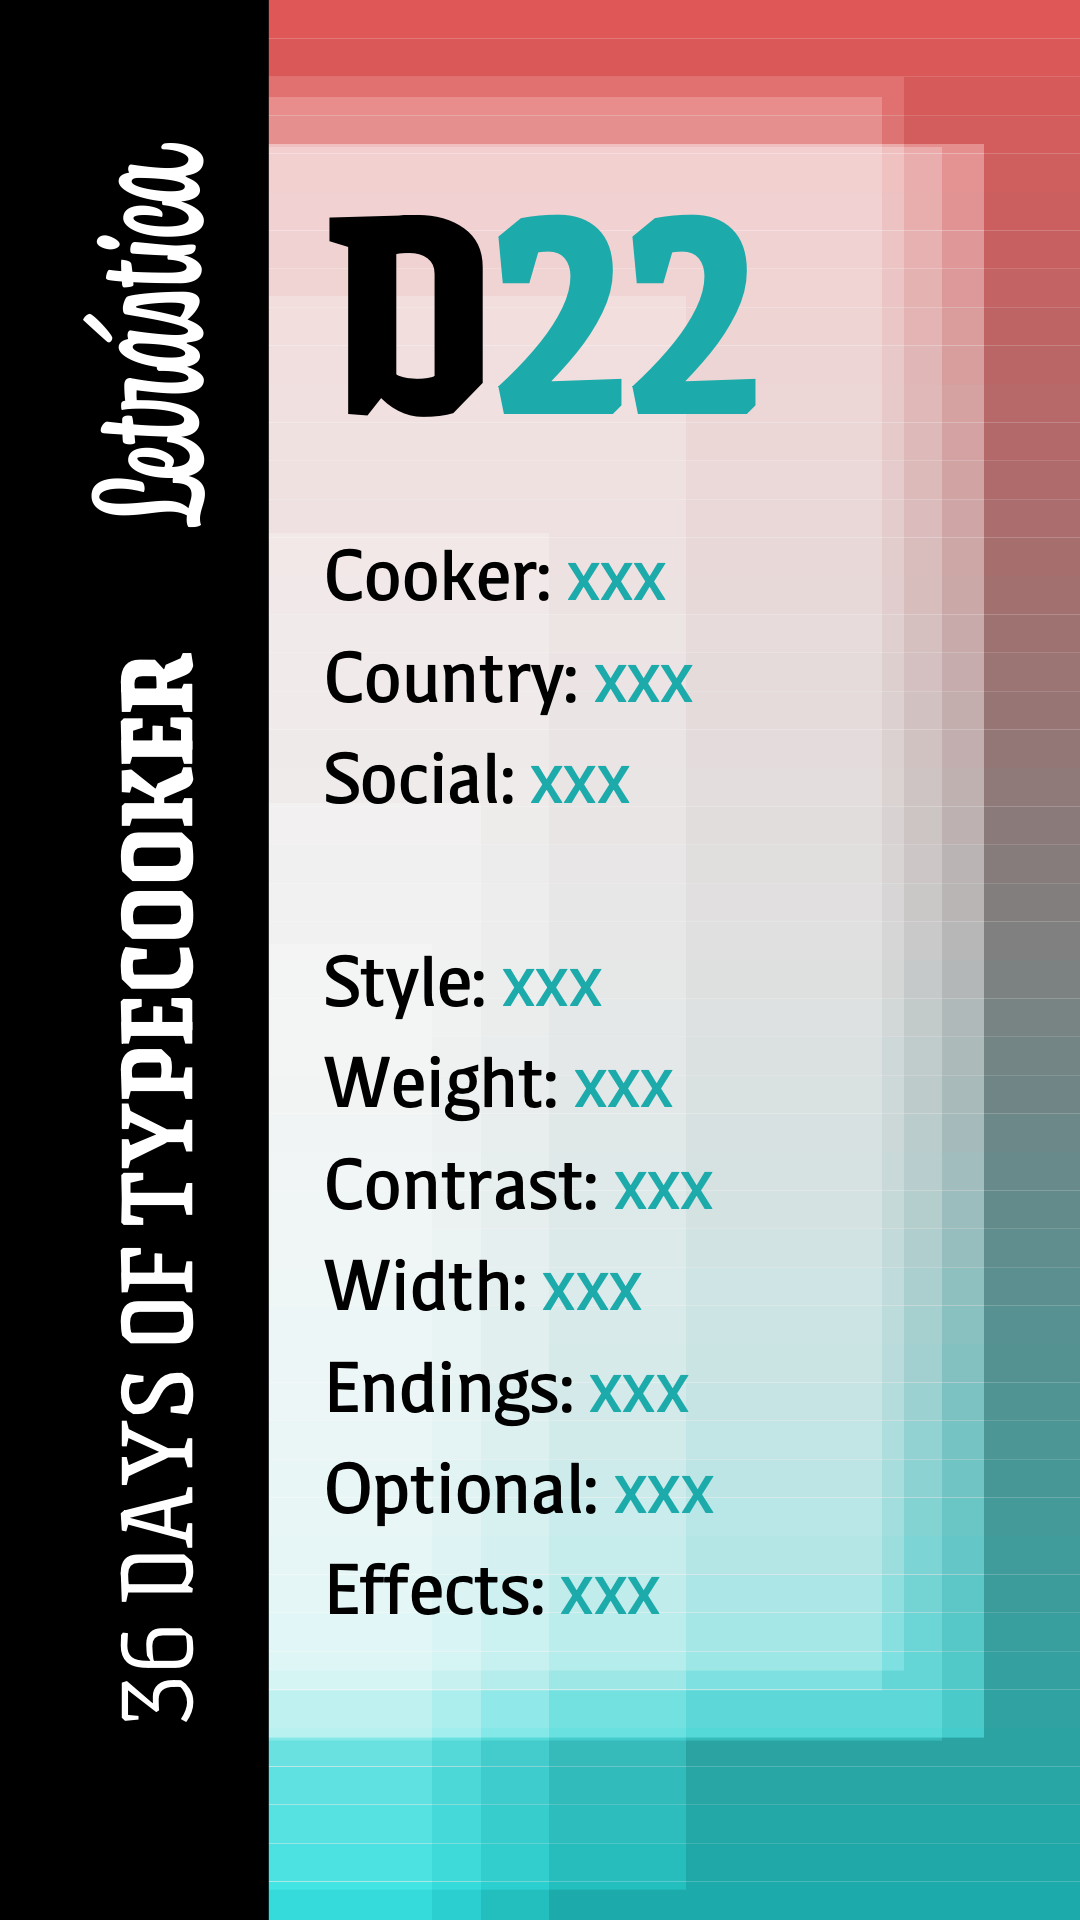 Letrástica
36 DAYS OF TYPECOOKER
D22
Cooker: xxx
Country: xxx
Social: xxx
Style: xxx
Weight: xxx
Contrast: xxx
Width: xxx
Endings: xxx
Optional: xxx
Effects: xxx